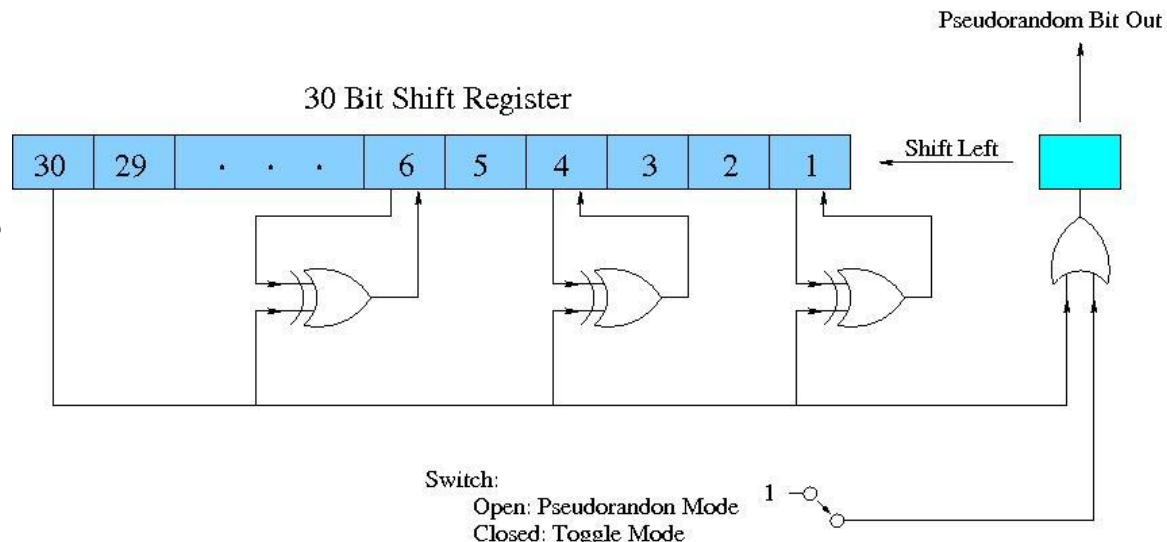 Pseudorandom Bit Out
30 Bit Shift Register
30 29 . . . 6 5 4 3 2 1
Shift Left
Switch:
1
Open: Pseudorandon Mode
Closed: Toggle Mode